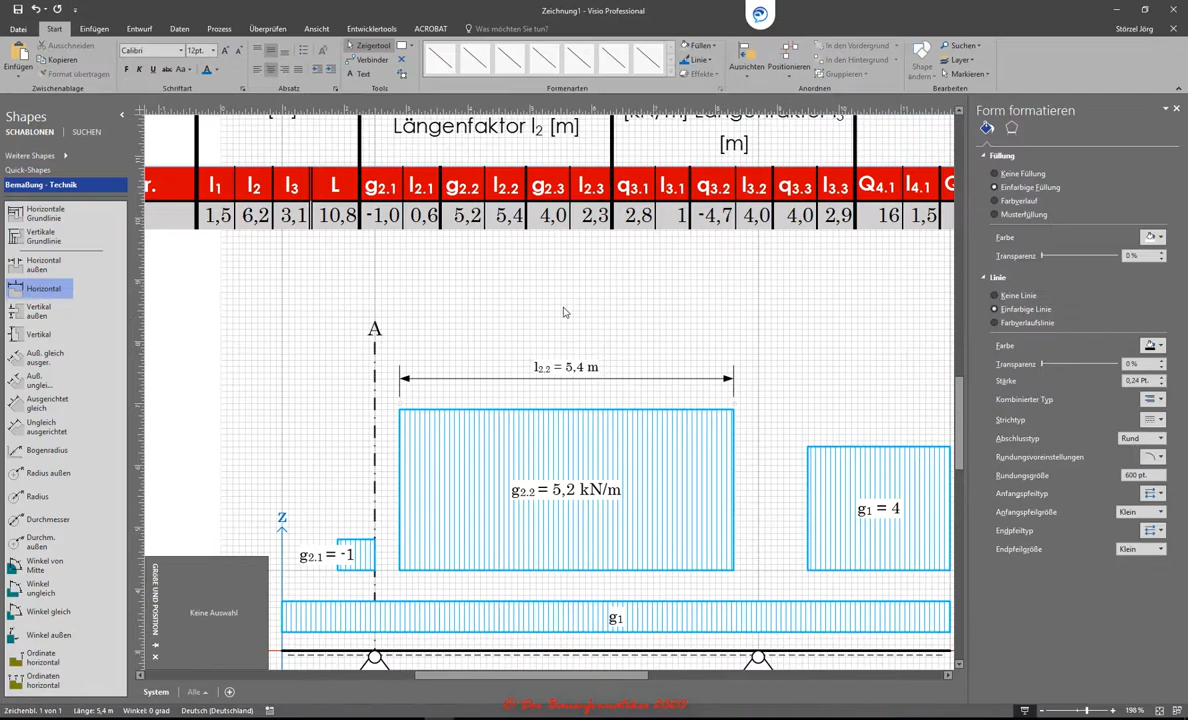 Zeichnung1 - Visio Professional
Datei Start Einfügen Entwurf Daten Prozess Überprüfen Ansicht Entwicklertools ACROBAT Was möchten Sie tun? Störzel Jörg
Einfügen Ausschneiden Kopieren Format übertragen
Zwischenablage
Calibri 12pt.
F K U abc Aa A
Schriftart
Absatz
Zeigertool
Verbinder
Text
Tools
Formenarten
Füllen
Linie
Effekte
Ausrichten Positionieren
In den Vordergrund
In den Hintergrund
Gruppieren
Anordnen
Shape ändern
Suchen
Layer
Markieren
Bearbeiten
Shapes
SCHABLONEN SUCHEN
Weitere Shapes
Quick-Shapes
Bemaßung - Technik
Horizontale Grundlinie
Vertikale Grundlinie
Horizontal außen
Horizontal
Vertikal außen
Vertikal
Auß. gleich ausger.
Auß. unglei...
Ausgerichtet gleich
Ungleich ausgerichtet
Bogenradius
Radius außen
Radius
Durchmesser
Durchm. außen
Winkel von Mitte
Winkel ungleich
Winkel gleich
Winkel außen
Ordinate horizontal
Ordinaten horizontal
Längenfaktor l2 [m]
[m]
r. l1 l2 l3 L g2.1 l2.1 g2.2 l2.2 g2.3 l2.3 q3.1 l3.1 q3.2 l3.2 q3.3 l3.3 Q4.1 l4.1
1,5 6,2 3,1 10,8 -1,0 0,6 5,2 5,4 4,0 2,3 2,8 1 -4,7 4,0 4,0 2,9 16 1,5
A
l2.2 = 5,4 m
g2.2 = 5,2 kN/m
g1 = 4
z
g2.1 = -1
g1
GRÖßE UND POSITION
Keine Auswahl
Form formatieren
Füllung
Keine Füllung
Einfarbige Füllung
Farbverlauf
Musterfüllung
Farbe
Transparenz 0 %
Linie
Keine Linie
Einfarbige Linie
Farbverlaufslinie
Farbe
Transparenz 0 %
Stärke 0,24 Pt.
Kombinierter Typ
Strichtyp
Abschlusstyp Rund
Rundungsvoreinstellungen
Rundungsgröße 600 pt.
Anfangspfeiltyp
Anfangspfeilgröße Klein
Endpfeiltyp
Endpfeilgröße Klein
System Alle
© Der Bauinformatiker 2020
Zeichenbl. 1 von 1 Länge: 5,4 m Winkel: 0 grad Deutsch (Deutschland) 198 %